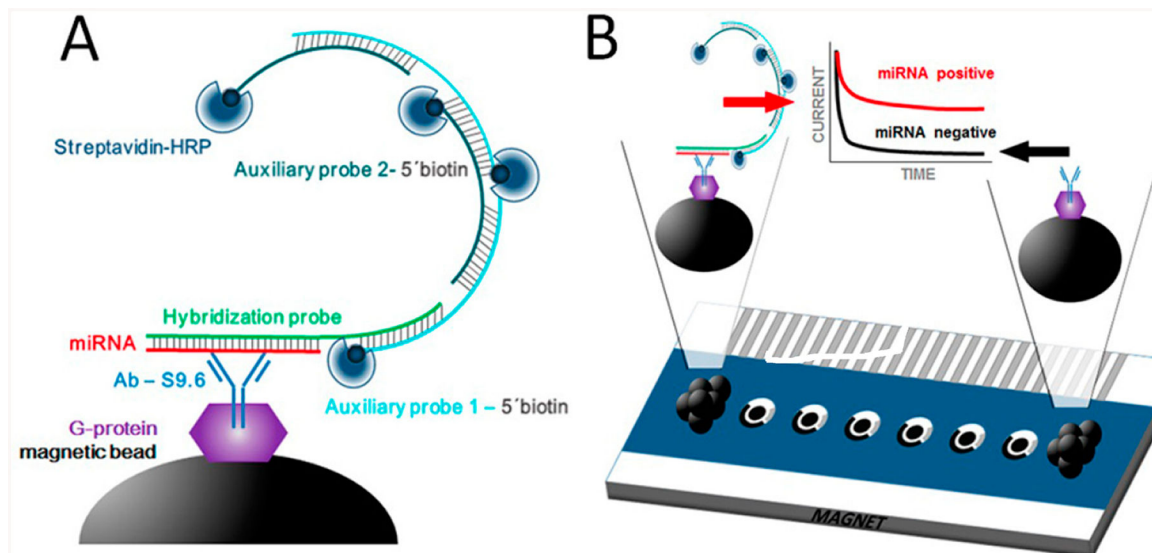 A
Streptavidin-HRP
Auxiliary probe 2- 5´biotin
Hybridization probe
miRNA
Ab – S9.6
Auxiliary probe 1 – 5´biotin
G-protein
magnetic bead
B
CURRENT
miRNA positive
miRNA negative
TIME
MAGNET